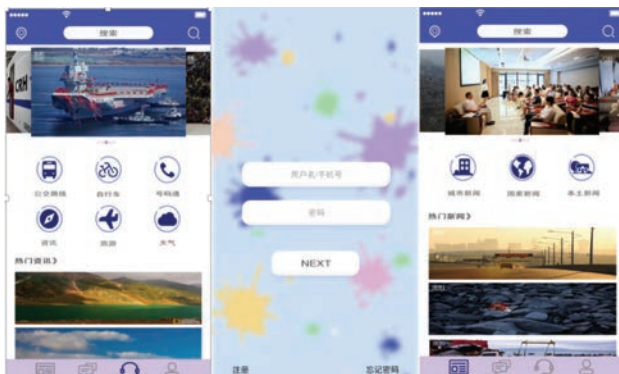 搜索
CRH
公交路线
自行车
号码通
资讯
旅游
天气
热门资讯》
用户名/手机号
密码
NEXT
注册
忘记密码
搜索
城市新闻
国家新闻
本土新闻
热门新闻》